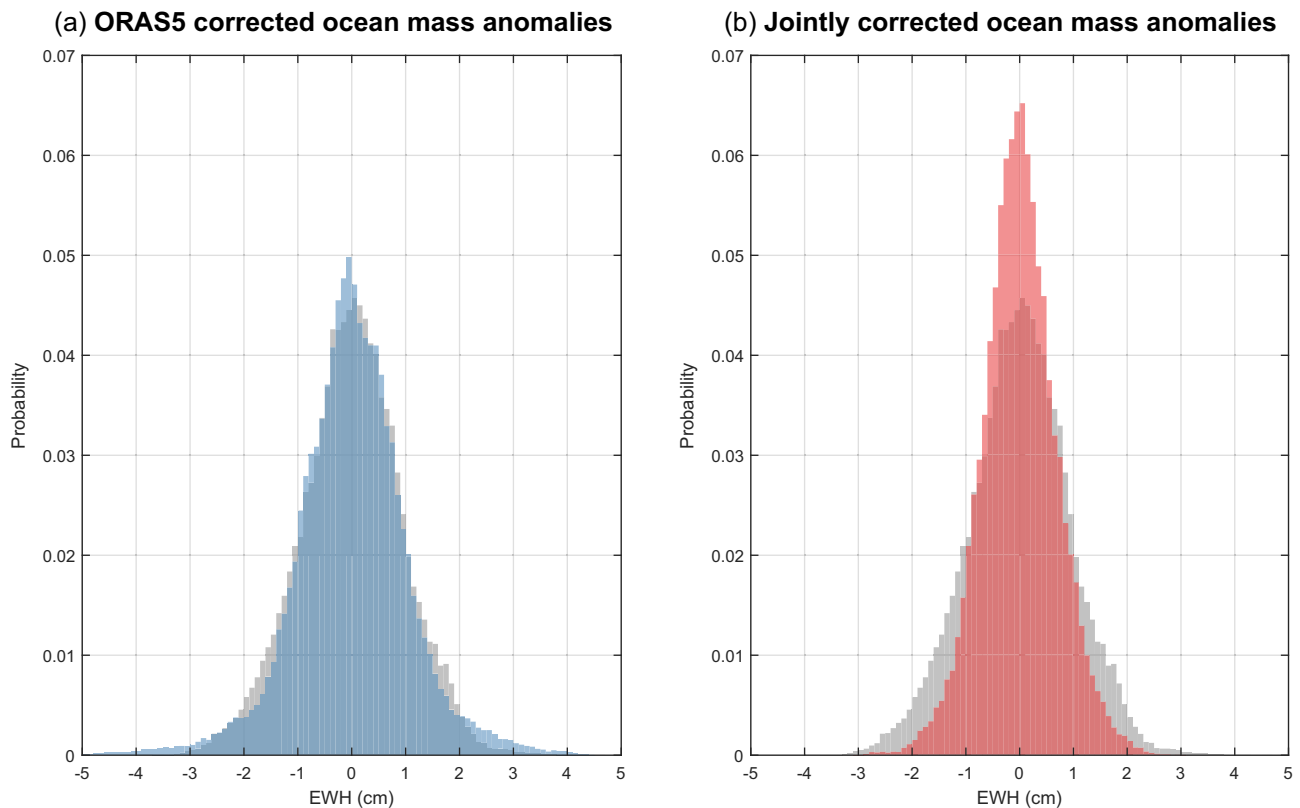 (a) ORAS5 corrected ocean mass anomalies
0.07
0.06
0.05
0.04
0.03
0.02
0.01
0
Probability
-5 -4 -3 -2 -1 0 1 2 3 4 5
EWH (cm)
(b) Jointly corrected ocean mass anomalies
0.07
0.06
0.05
0.04
0.03
0.02
0.01
0
Probability
-5 -4 -3 -2 -1 0 1 2 3 4 5
EWH (cm)